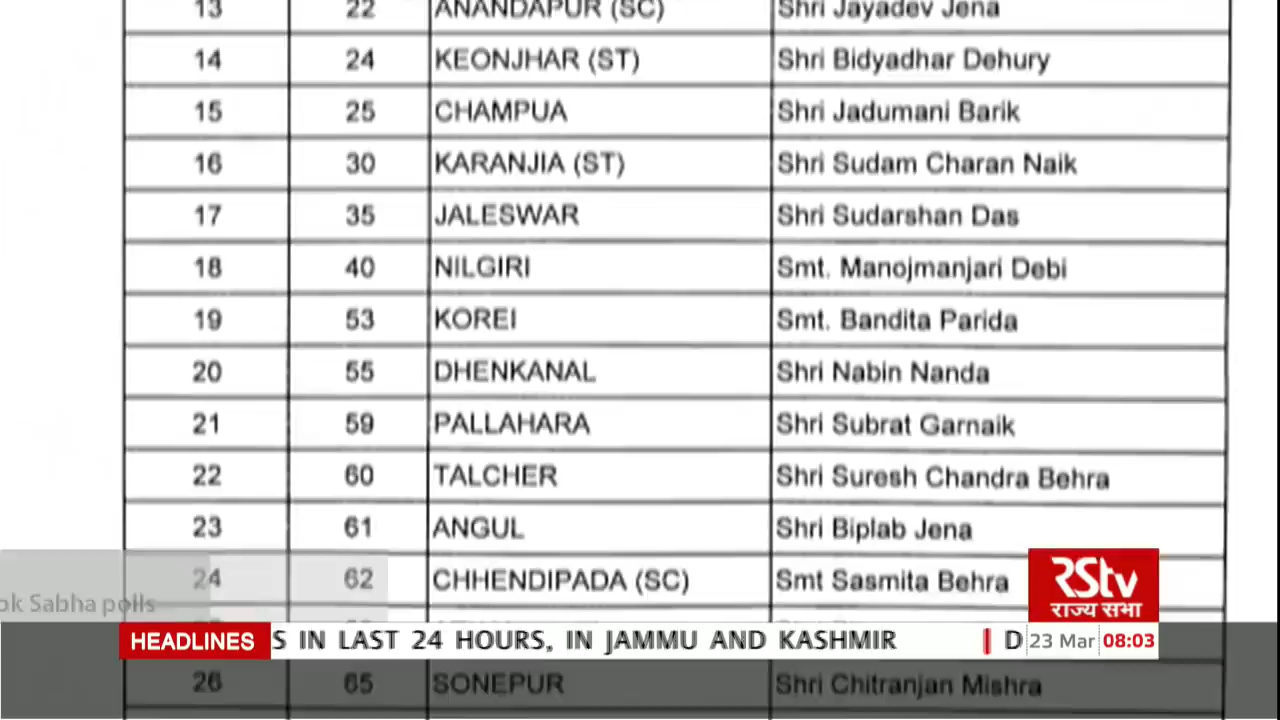 13 22 ANANDAPUR (SC) Shri Jayadev Jena
14 24 KEONJHAR (ST) Shri Bidyadhar Dehury
15 25 CHAMPUA Shri Jadumani Barik
16 30 KARANJIA (ST) Shri Sudam Charan Naik
17 35 JALESWAR Shri Sudarshan Das
18 40 NILGIRI Smt. Manojmanjari Debi
19 53 KOREI Smt. Bandita Parida
20 55 DHENKANAL Shri Nabin Nanda
21 59 PALLAHARA Shri Subrat Garnaik
22 60 TALCHER Shri Suresh Chandra Behra
23 61 ANGUL Shri Biplab Jena
24 62 CHHENDIPADA (SC) Smt Sasmita Behra
RStv
राज्य सभा
ok Sabha polls
HEADLINES S IN LAST 24 HOURS, IN JAMMU AND KASHMIR | D 23 Mar 08:03
26 65 SONEPUR Shri Chitranjan Mishra